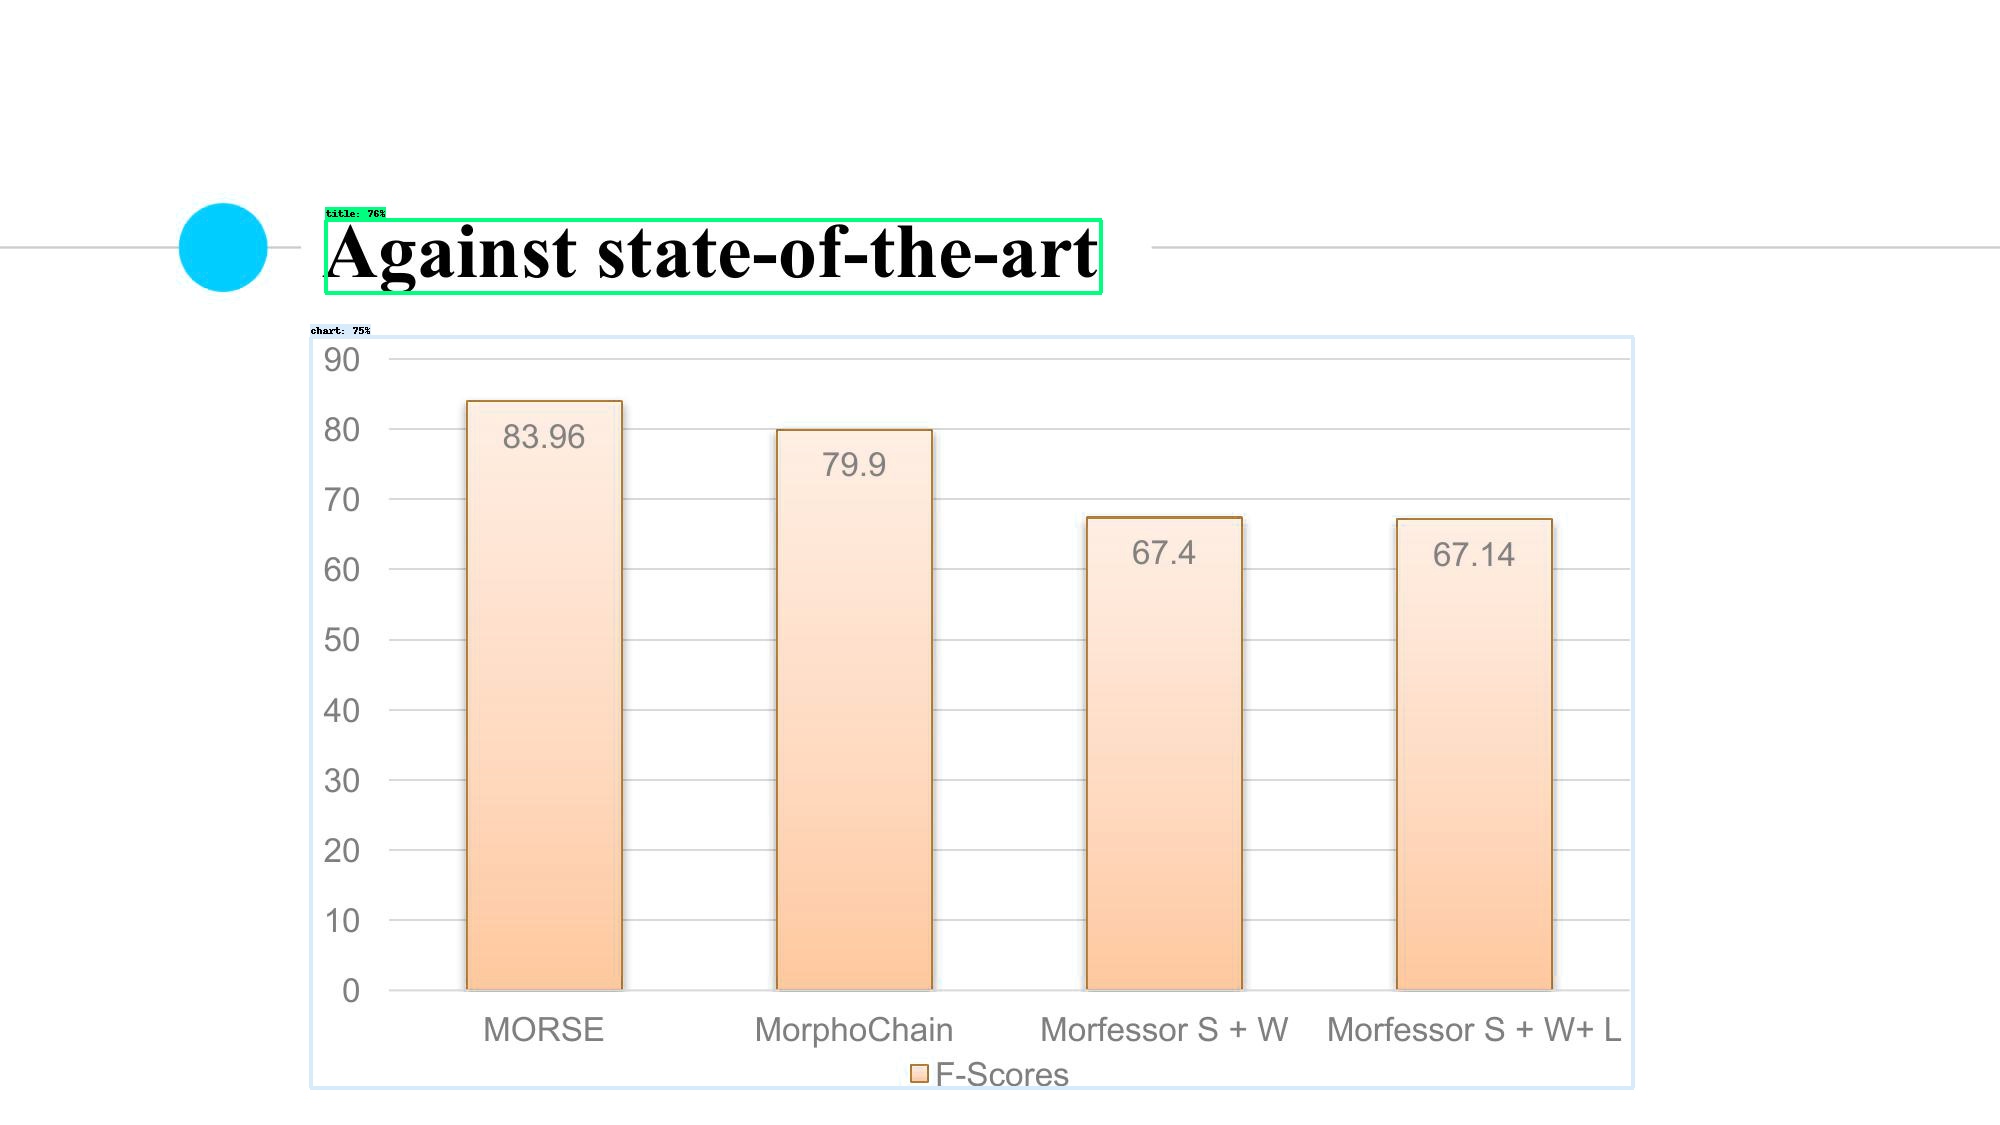 title: 76%
Against state-of-the-art
chart: 75%
90
80
70
60
50
40
30
20
10
0
83.96
79.9
67.4
67.14
MORSE
MorphoChain
Morfessor S + W
Morfessor S + W+ L
F-Scores